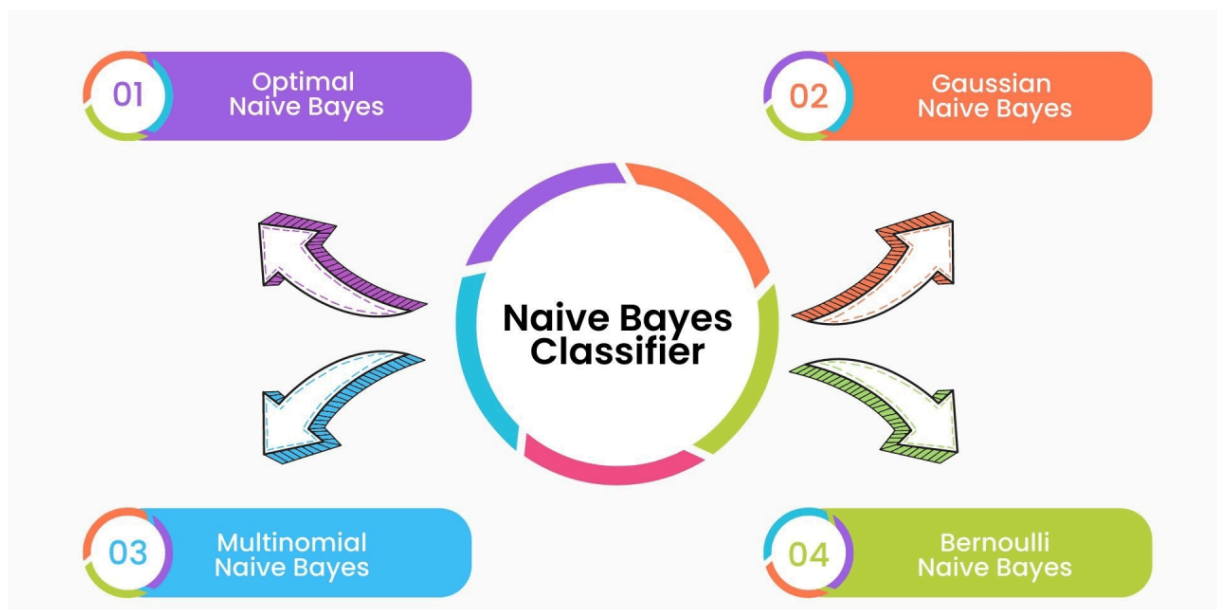 01
Optimal
Naive Bayes
02
Gaussian
Naive Bayes
Naive Bayes
Classifier
03
Multinomial
Naive Bayes
04
Bernoulli
Naive Bayes